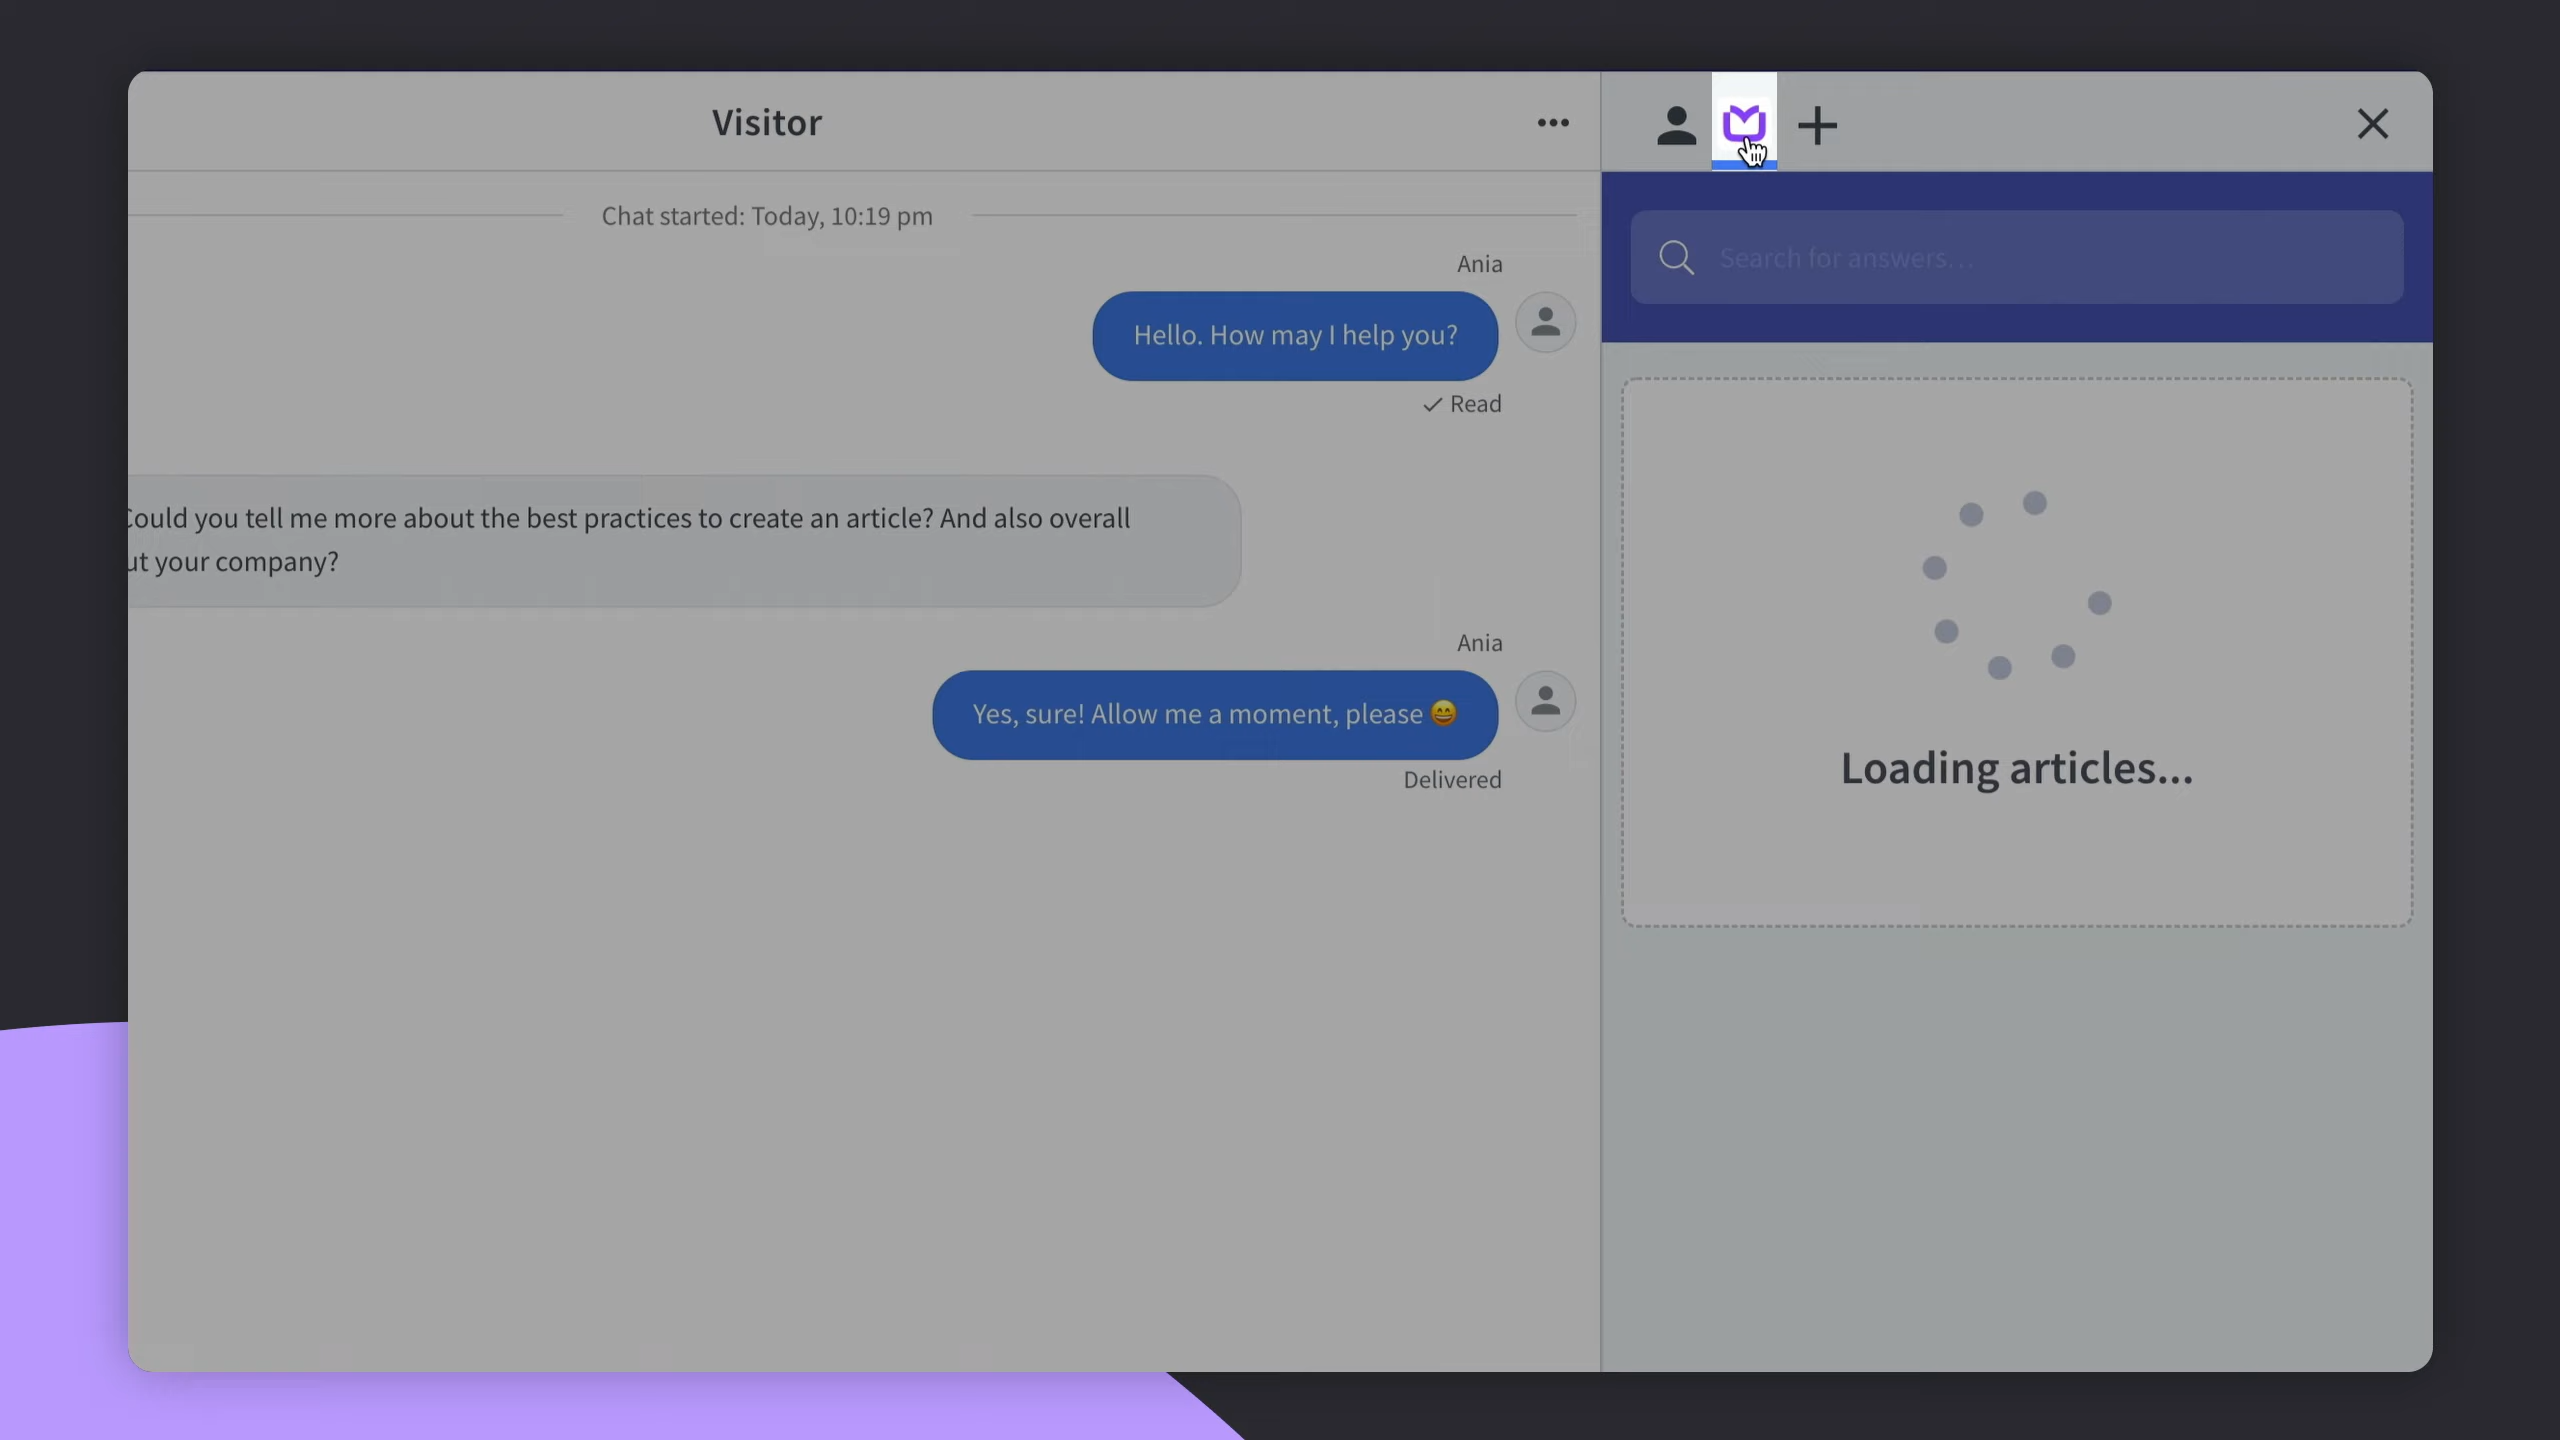 Visitor
Chat started: Today, 10:19 pm
Ania
Hello. How may I help you?
Read
Could you tell me more about the best practices to create an article? And also overall
your company?
Ania
Yes, sure! Allow me a moment, please 😄
Delivered
Search for answers...
Loading articles...